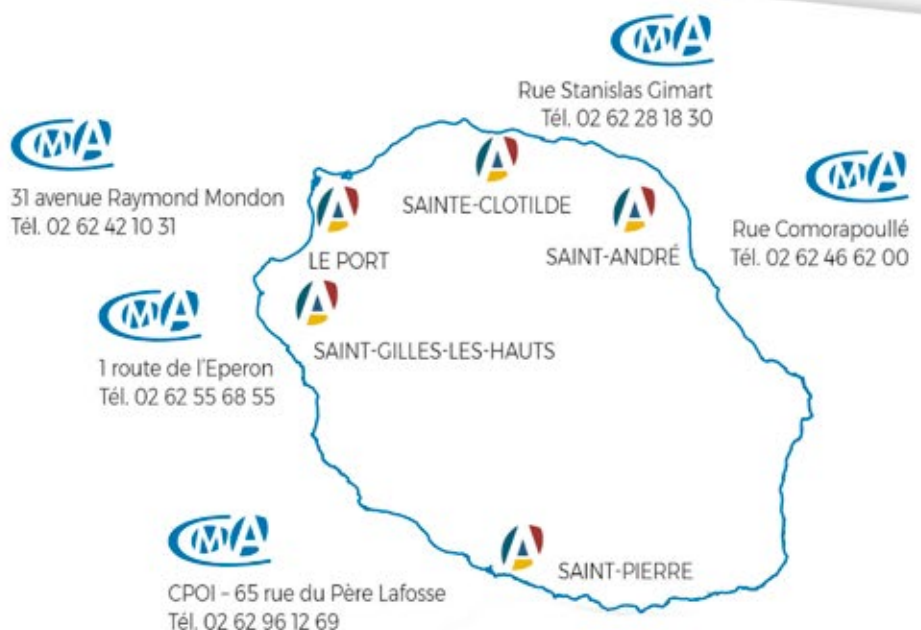 CMA
Rue Stanislas Gimart
Tél. 02 62 28 18 30
CMA
31 avenue Raymond Mondon
Tél. 02 62 42 10 31
CMA
Rue Comorapoullé
Tél. 02 62 46 62 00
A
SAINTE-CLOTILDE
A
LE PORT
A
SAINT-ANDRÉ
A
SAINT-GILLES-LES-HAUTS
CMA
1 route de l'Eperon
Tél. 02 62 55 68 55
A
SAINT-PIERRE
CMA
CPOI – 65 rue du Père Lafosse
Tél. 02 62 96 12 69